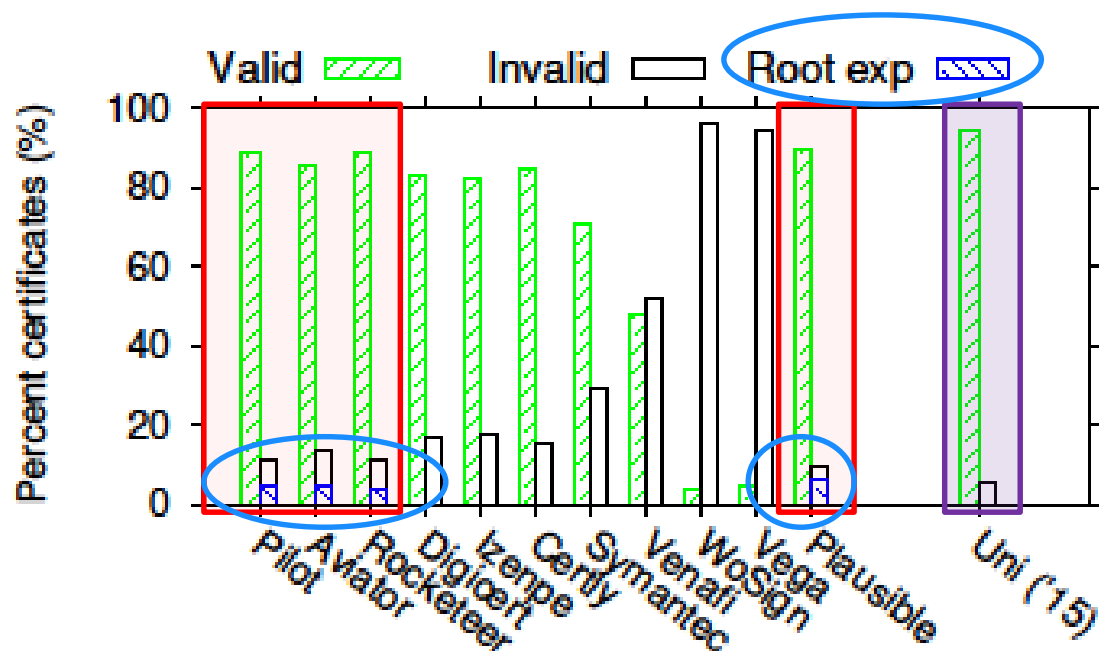 Valid Invalid Root exp
Percent certificates (%)
100
80
60
40
20
0
Pilot
Aviator
Rocketeer
Digicert
Izenpe
Certly
Symantec
Venafi
WoSign
Vega
Plausible
Uni ('15)